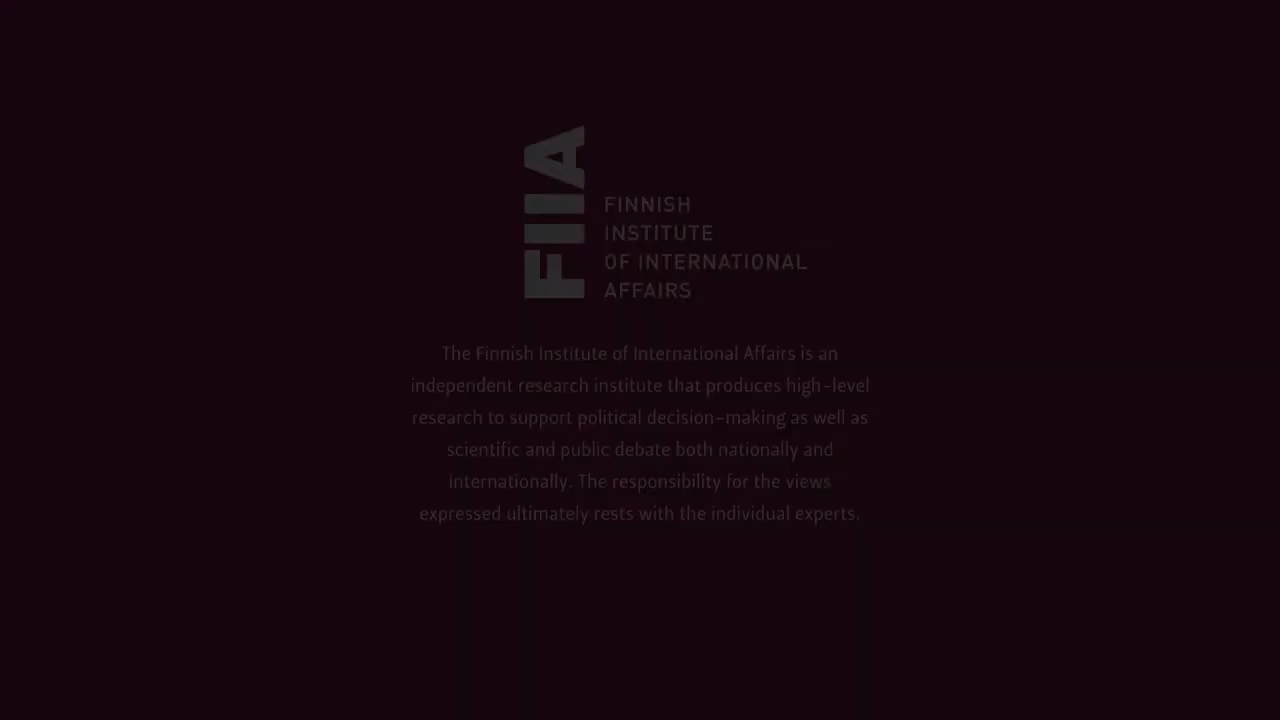 FIIA
FINNISH
INSTITUTE
OF INTERNATIONAL
AFFAIRS
The Finnish Institute of International Affairs is an
independent research institute that produces high-level
research to support political decision-making as well as
scientific and public debate both nationally and
internationally. The responsibility for the views
expressed ultimately rests with the individual experts.